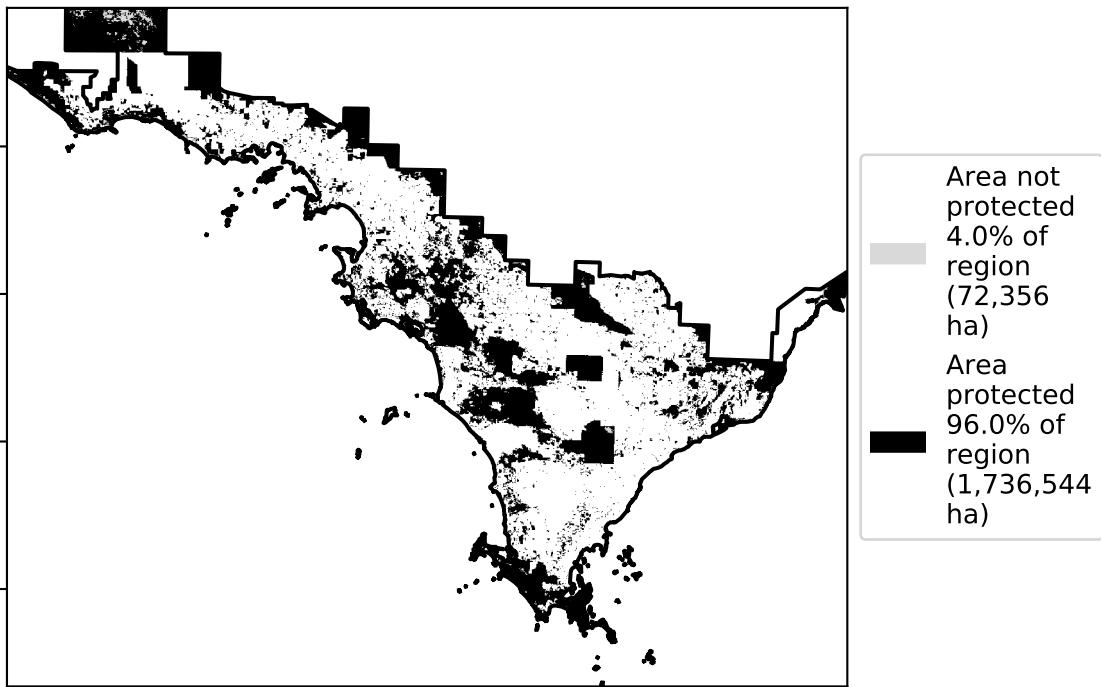 Area not
protected
4.0% of
region
(72,356
ha)
Area
protected
96.0% of
region
(1,736,544
ha)